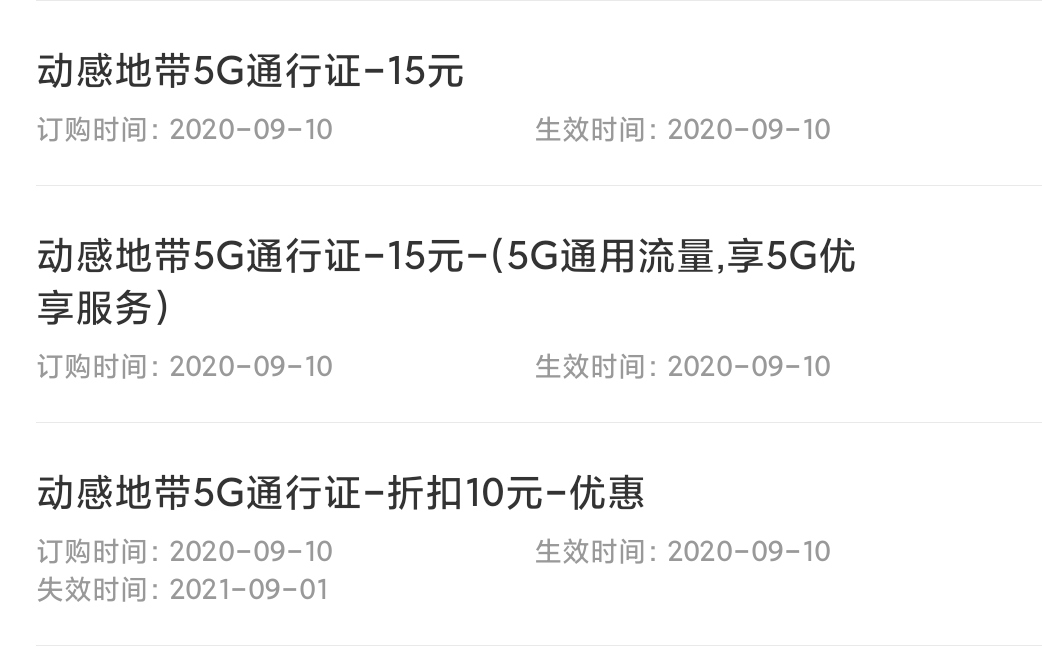 动感地带5G通行证-15元
订购时间: 2020-09-10 生效时间: 2020-09-10
动感地带5G通行证-15元-(5G通用流量,享5G优
享服务)
订购时间: 2020-09-10 生效时间: 2020-09-10
动感地带5G通行证-折扣10元-优惠
订购时间: 2020-09-10 生效时间: 2020-09-10
失效时间: 2021-09-01